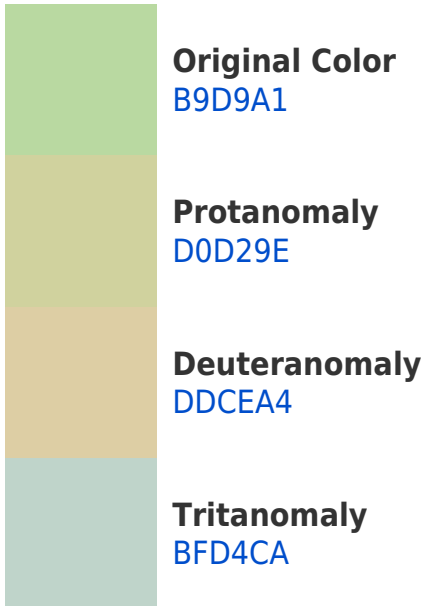 Original Color
B9D9A1
Protanomaly
D0D29E
Deuteranomaly
DDCEA4
Tritanomaly
BFD4CA